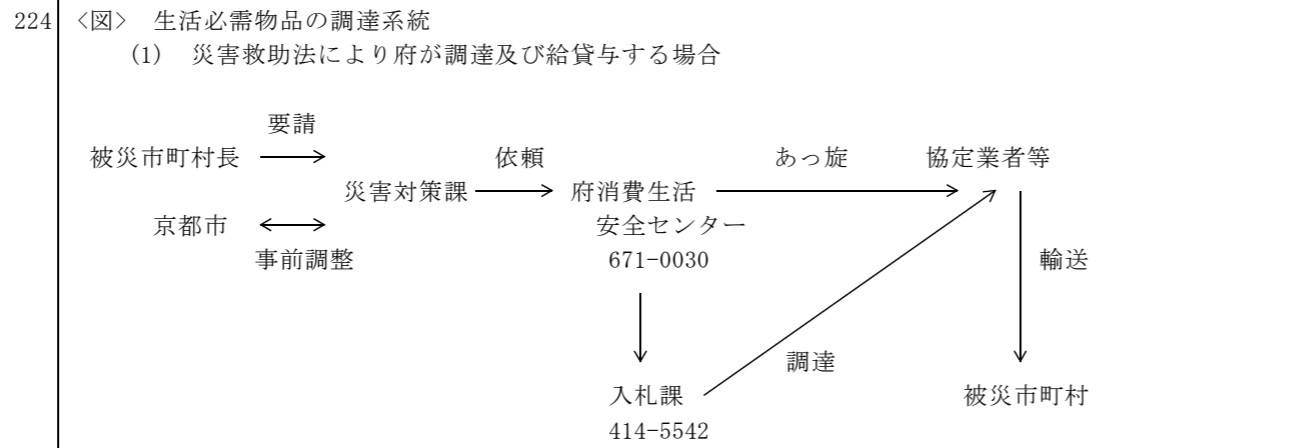 224 <図> 生活必需物品の調達系統
(1) 災害救助法により府が調達及び給貸与する場合
要請
被災市町村長 依頼 あっ旋 協定業者等
災害対策課 府消費生活
京都市 安全センター
事前調整 671-0030 輸送
調達
入札課 被災市町村
414-5542